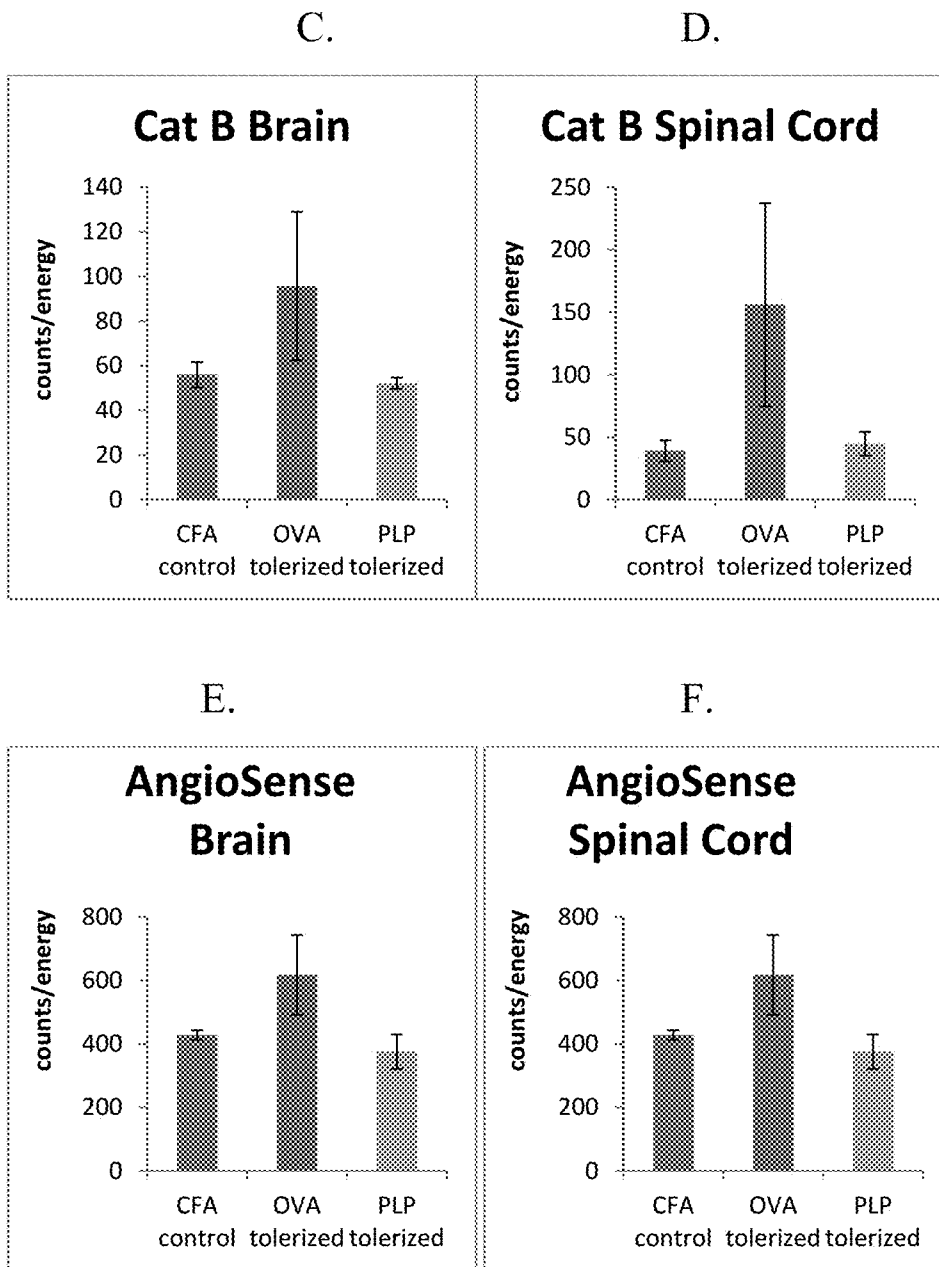 C.
D.
Cat B Brain
counts/energy
140
120
100
80
60
40
20
0
CFA control
OVA tolerized
PLP tolerized
Cat B Spinal Cord
counts/energy
250
200
150
100
50
0
CFA control
OVA tolerized
PLP tolerized
E.
F.
AngioSense
Brain
counts/energy
800
600
400
200
0
CFA control
OVA tolerized
PLP tolerized
AngioSense
Spinal Cord
counts/energy
800
600
400
200
0
CFA control
OVA tolerized
PLP tolerized